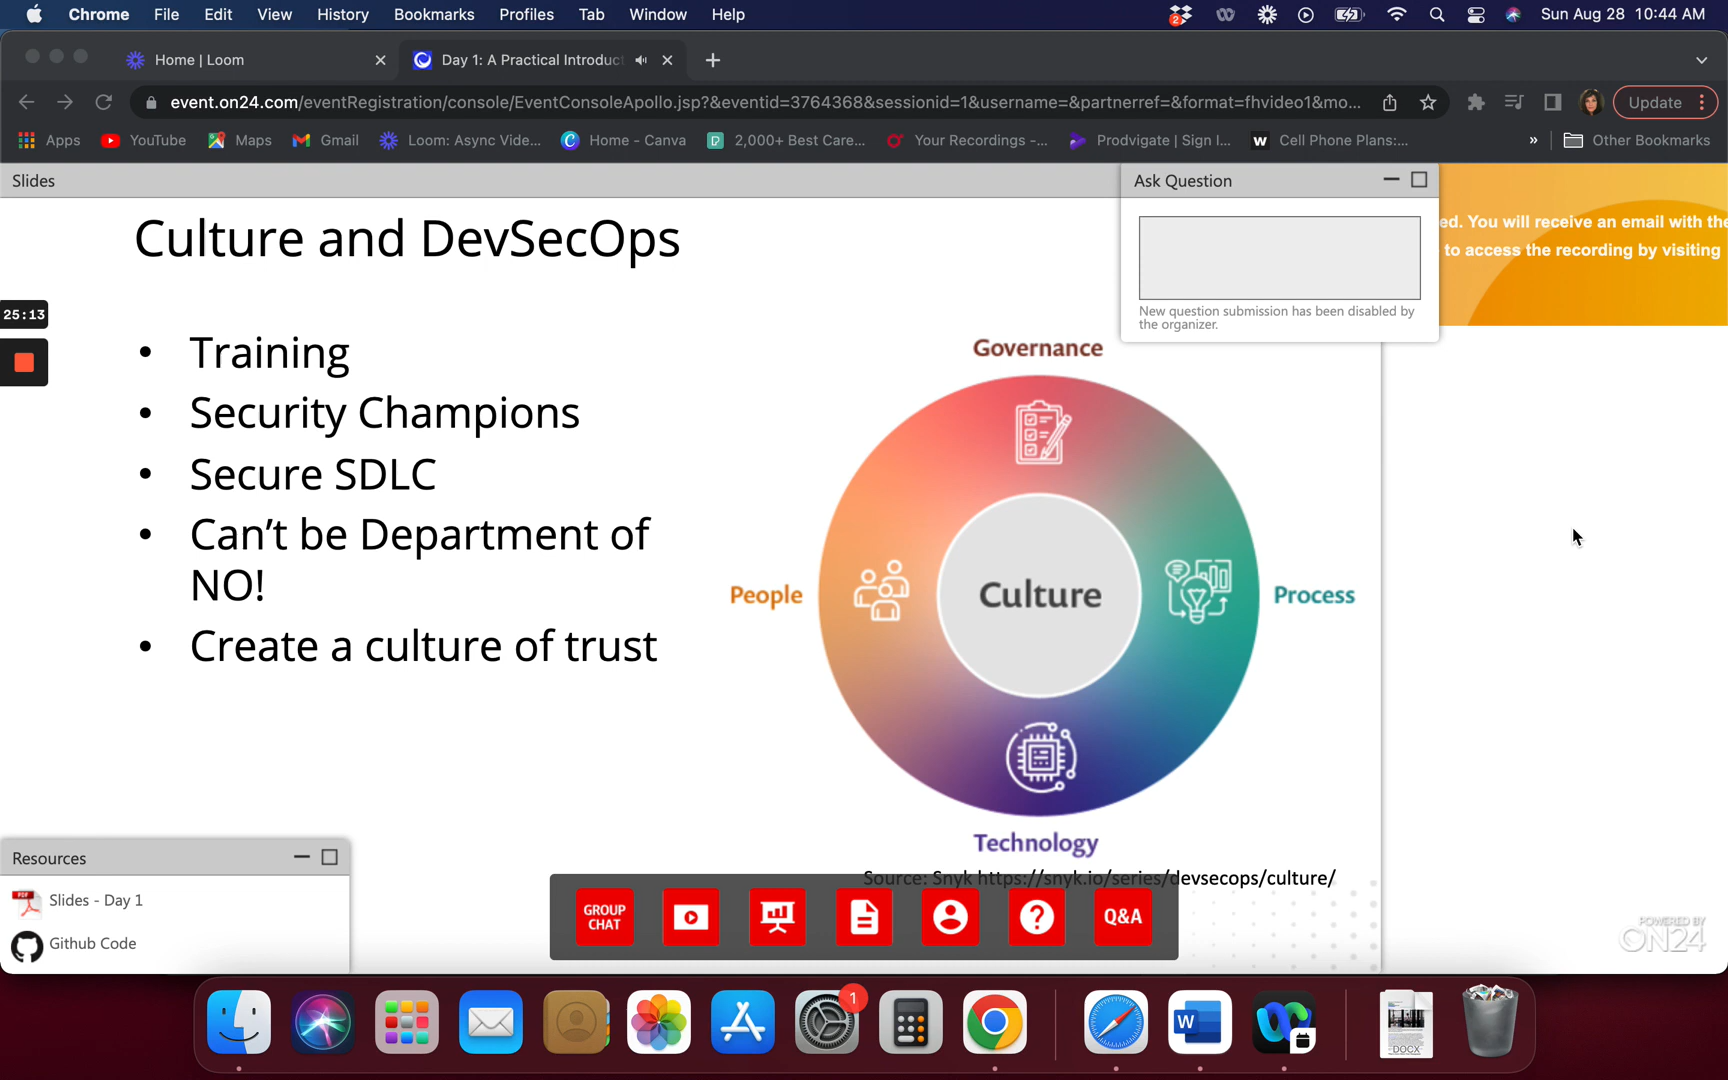 Chrome File Edit View History Bookmarks Profiles Tab Window Help
2
Sun Aug 28 10:44 AM
Home | Loom
Day 1: A Practical Introduc
event.on24.com/eventRegistration/console/EventConsoleApollo.jsp?&eventid=3764368&sessionid=1&username=&partnerref=&format=fhvideo1&mo...
Update
Apps YouTube Maps Gmail Loom: Async Vide... Home - Canva 2,000+ Best Care... Your Recordings -... Prodvigate | Sign I... Cell Phone Plans:... » Other Bookmarks
Slides
Ask Question
New question submission has been disabled by
the organizer.
ed. You will receive an email with the
to access the recording by visiting
Culture and DevSecOps
25:13
• Training
• Security Champions
• Secure SDLC
• Can’t be Department of
NO!
• Create a culture of trust
Governance
People
Culture
Process
Technology
Source: Snyk https://snyk.io/series/devsecops/culture/
Resources
PDF
Slides - Day 1
Github Code
GROUP
CHAT
Q&A
POWERED BY
ON24
1
W
DOCX